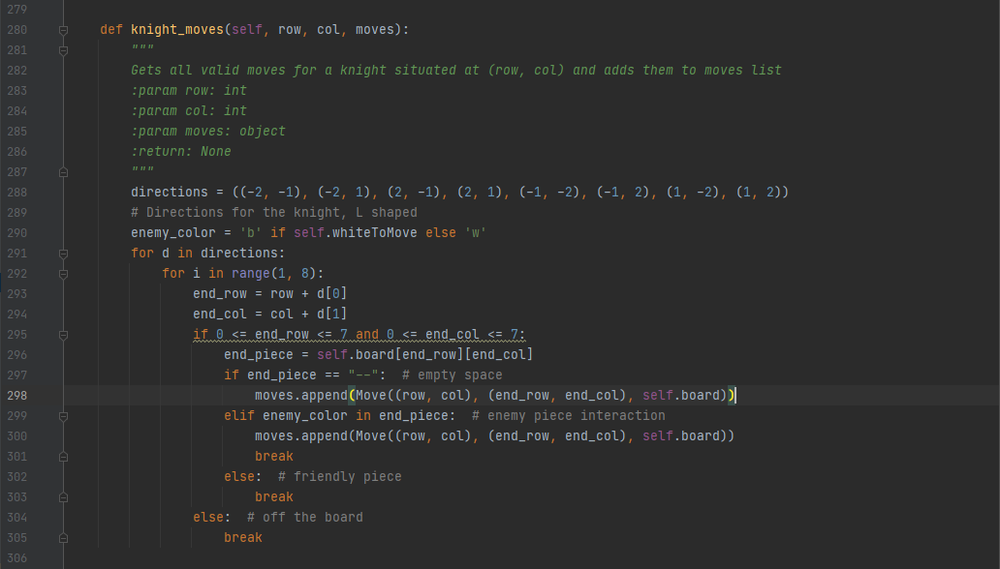 279
280 def knight_moves(self, row, col, moves):
281 """
282 Gets all valid moves for a knight situated at (row, col) and adds them to moves list
283 :param row: int
284 :param col: int
285 :param moves: object
286 :return: None
287 """
288 directions = ((-2, -1), (-2, 1), (2, -1), (2, 1), (-1, -2), (-1, 2), (1, -2), (1, 2))
289 # Directions for the knight, L shaped
290 enemy_color = 'b' if self.whiteToMove else 'w'
291 for d in directions:
292 for i in range(1, 8):
293 end_row = row + d[0]
294 end_col = col + d[1]
295 if 0 <= end_row <= 7 and 0 <= end_col <= 7:
296 end_piece = self.board[end_row][end_col]
297 if end_piece == "--":  # empty space
298 moves.append(Move((row, col), (end_row, end_col), self.board))
299 elif enemy_color in end_piece:  # enemy piece interaction
300 moves.append(Move((row, col), (end_row, end_col), self.board))
301 break
302 else:  # friendly piece
303 break
304 else:  # off the board
305 break
306